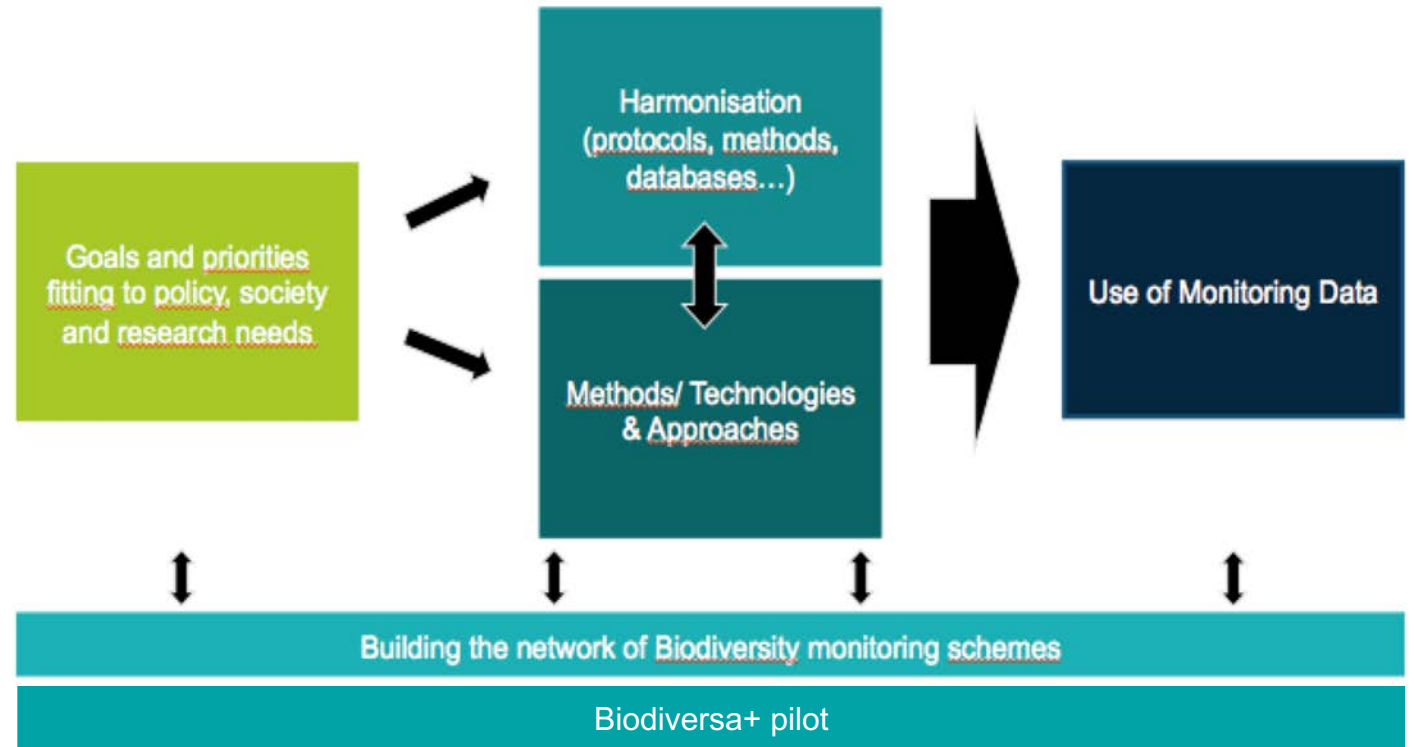 Goals and priorities
fitting to policy, society
and research needs
Harmonisation
(protocols, methods,
databases…)
Methods/ Technologies
& Approaches
Use of Monitoring Data
Building the network of Biodiversity monitoring schemes
Biodiversa+ pilot